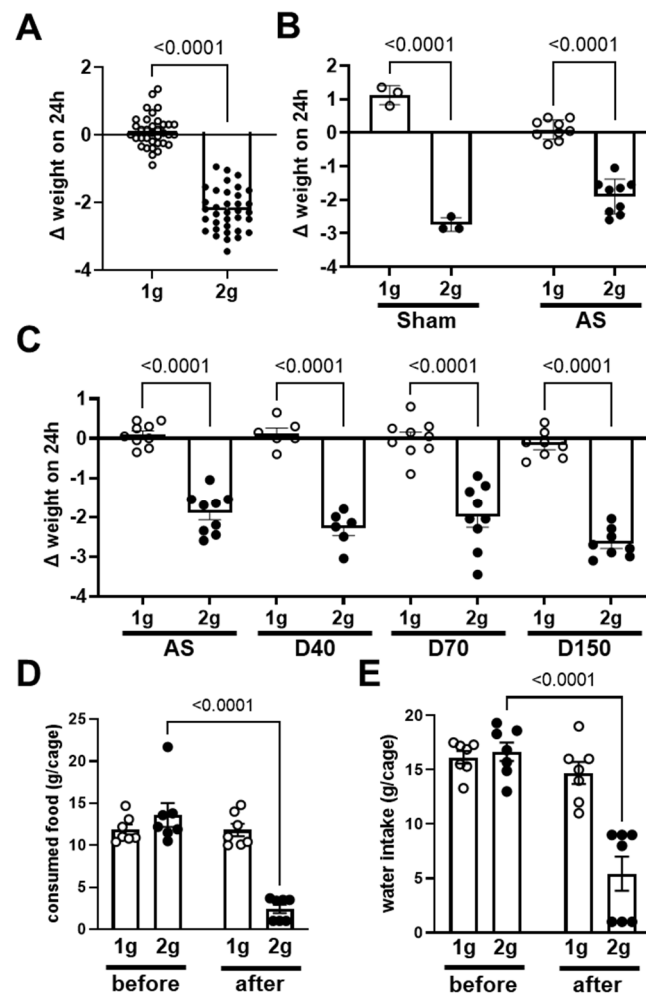 A
<0.0001
Δ weight on 24h
2
0
-2
-4
1g 2g
B
<0.0001 <0.0001
Δ weight on 24h
2
1
0
-1
-2
-3
-4
1g 2g 1g 2g
Sham AS
C
<0.0001 <0.0001 <0.0001 <0.0001
Δ weight on 24h
1
0
-1
-2
-3
-4
1g 2g 1g 2g 1g 2g 1g 2g
AS D40 D70 D150
D
<0.0001
consumed food (g/cage)
25
20
15
10
5
0
1g 2g 1g 2g
before after
E
<0.0001
water intake (g/cage)
20
15
10
5
0
1g 2g 1g 2g
before after